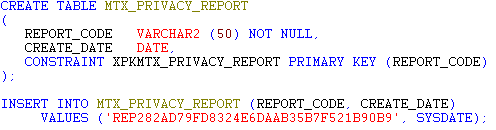 CREATE TABLE MTX_PRIVACY_REPORT
(
REPORT_CODE VARCHAR2 (50) NOT NULL,
CREATE_DATE DATE,
CONSTRAINT XPKMTX_PRIVACY_REPORT PRIMARY KEY (REPORT_CODE)
);
INSERT INTO MTX_PRIVACY_REPORT (REPORT_CODE, CREATE_DATE)
VALUES ('REP282AD79FD8324E6DAAB35B7F521B90B9', SYSDATE);